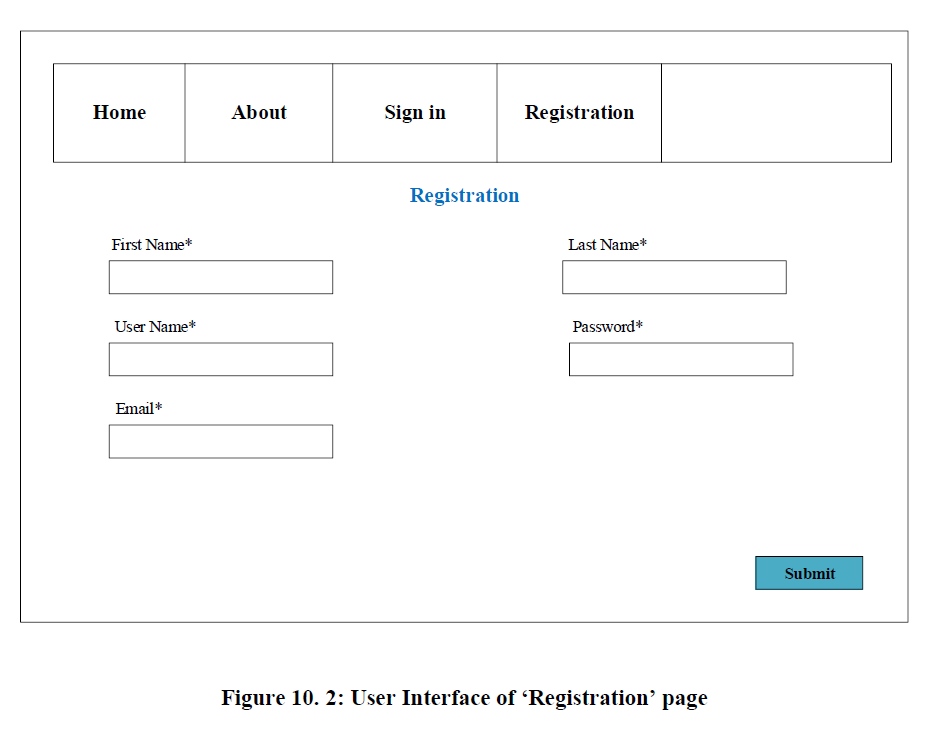 Home About Sign in Registration
Registration
First Name* Last Name*
User Name* Password*
Email*
Submit
Figure 10. 2: User Interface of ‘Registration’ page